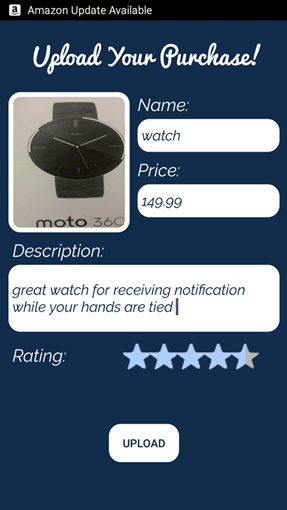 Amazon Update Available
Upload Your Purchase!
moto 360
Name:
watch
Price:
149.99
Description:
great watch for receiving notification
while your hands are tied
Rating:
UPLOAD